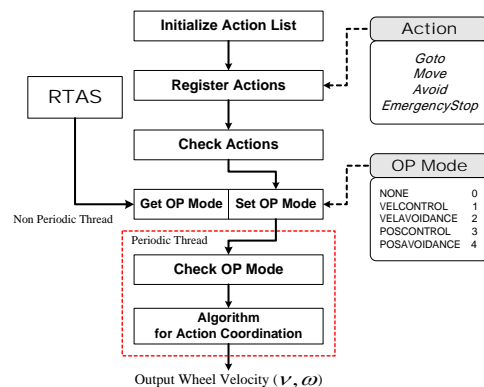 Initialize Action List
Action
Goto
Move
Avoid
EmergencyStop
Register Actions
RTAS
Check Actions
OP Mode
NONE 0
VELCONTROL 1
VELAVOIDANCE 2
POSCONTROL 3
POSAVOIDANCE 4
Get OP Mode
Set OP Mode
Non Periodic Thread
Periodic Thread
Check OP Mode
Algorithm
for Action Coordination
Output Wheel Velocity (ν, ω)